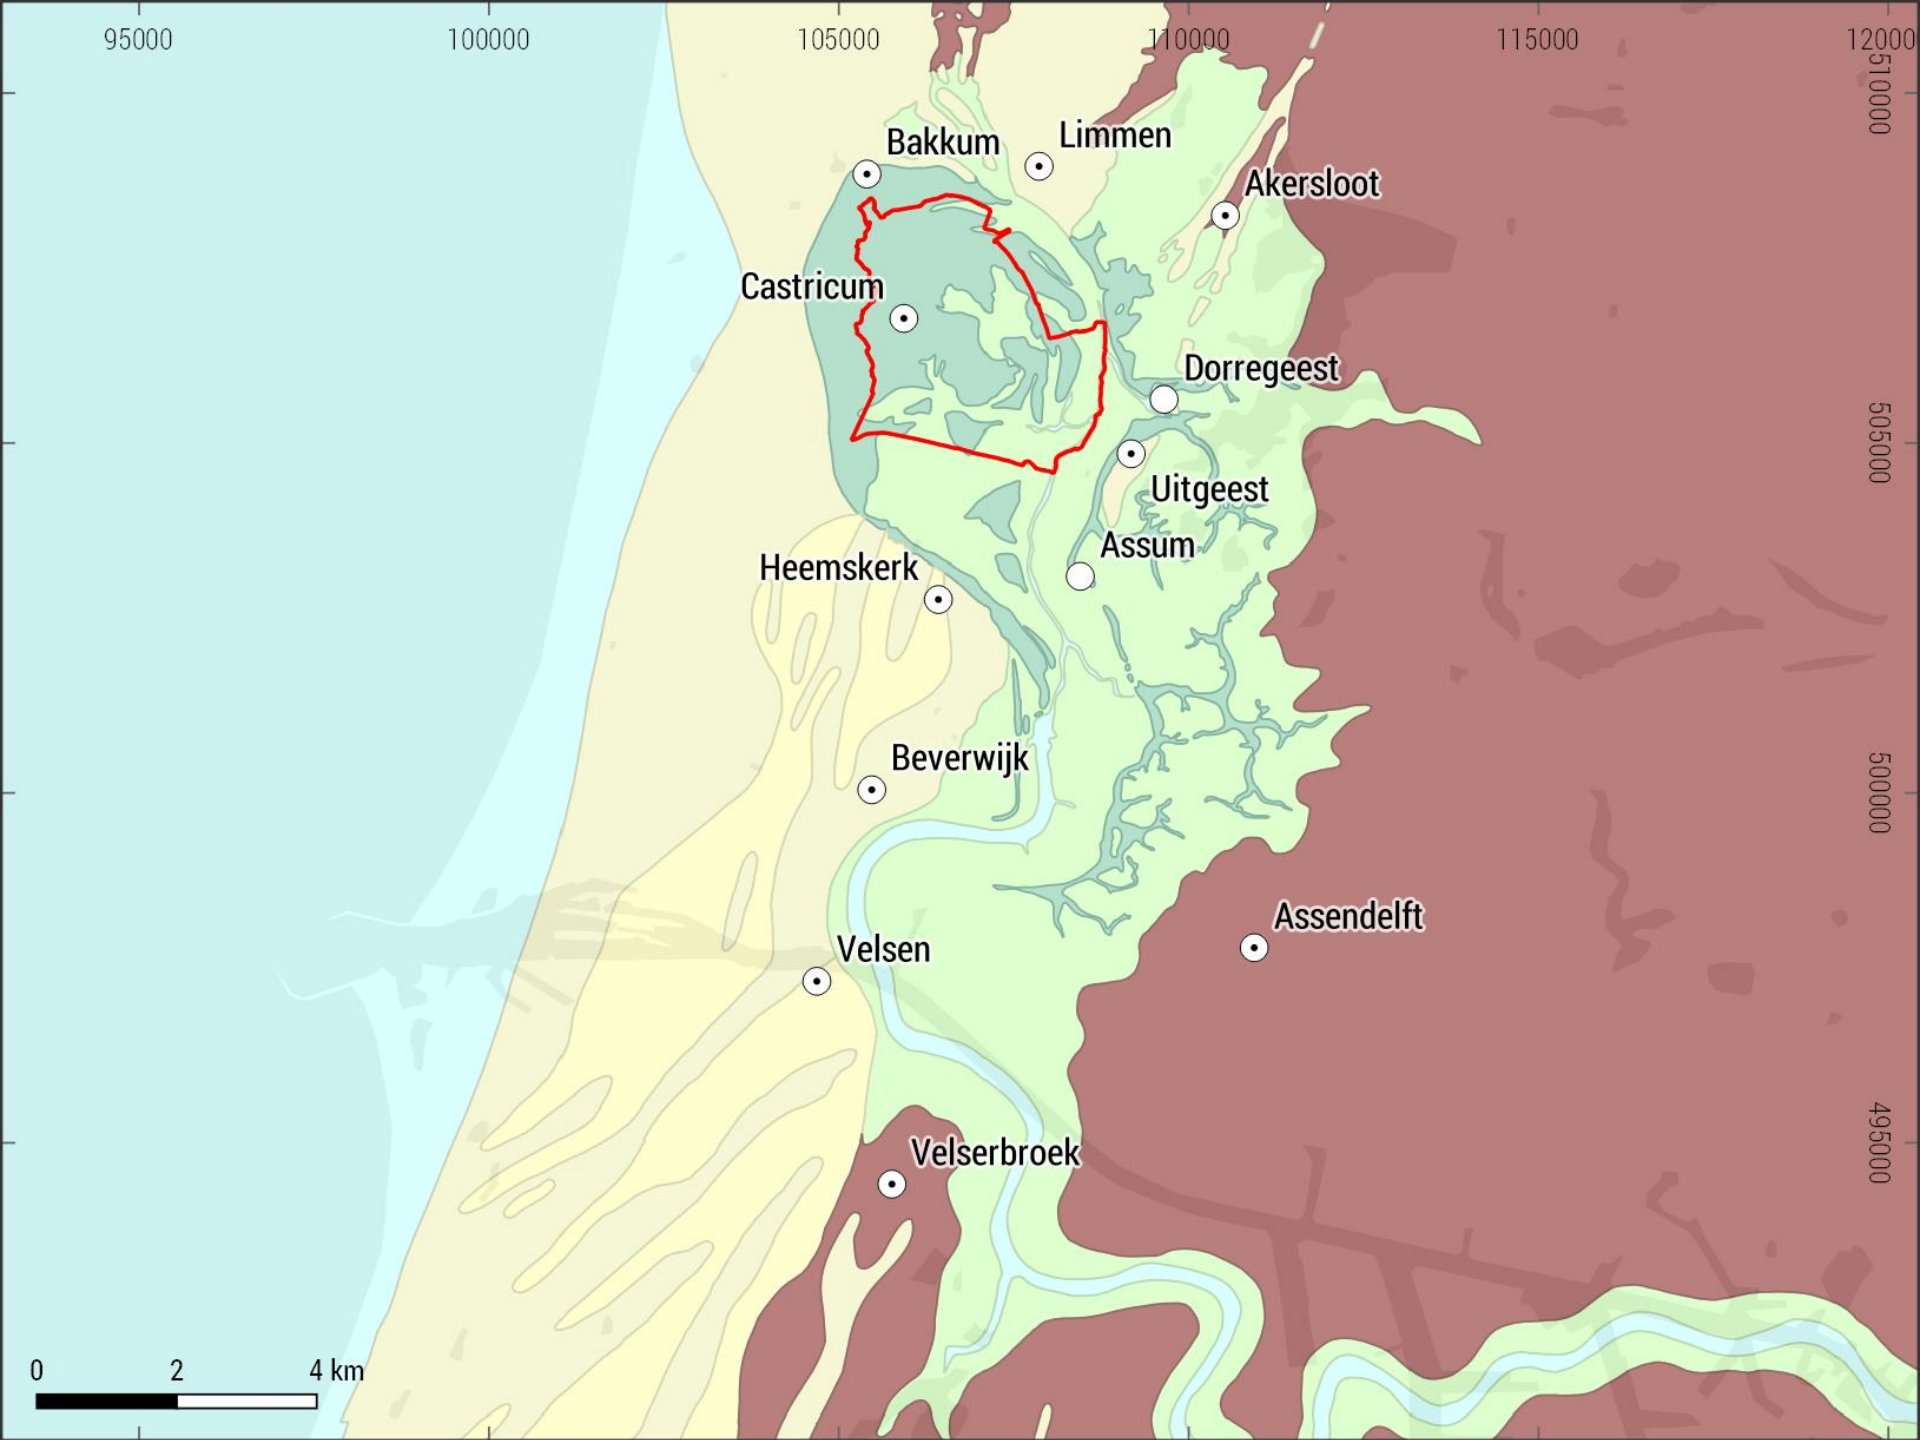 95000
100000
105000
110000
115000
12000
510000
Bakkum
Limmen
Akersloot
Castricum
Dorregeest
505000
Uitgeest
Assum
Heemskerk
Beverwijk
500000
Assendelft
Velsen
Velserbroek
495000
0 2 4 km